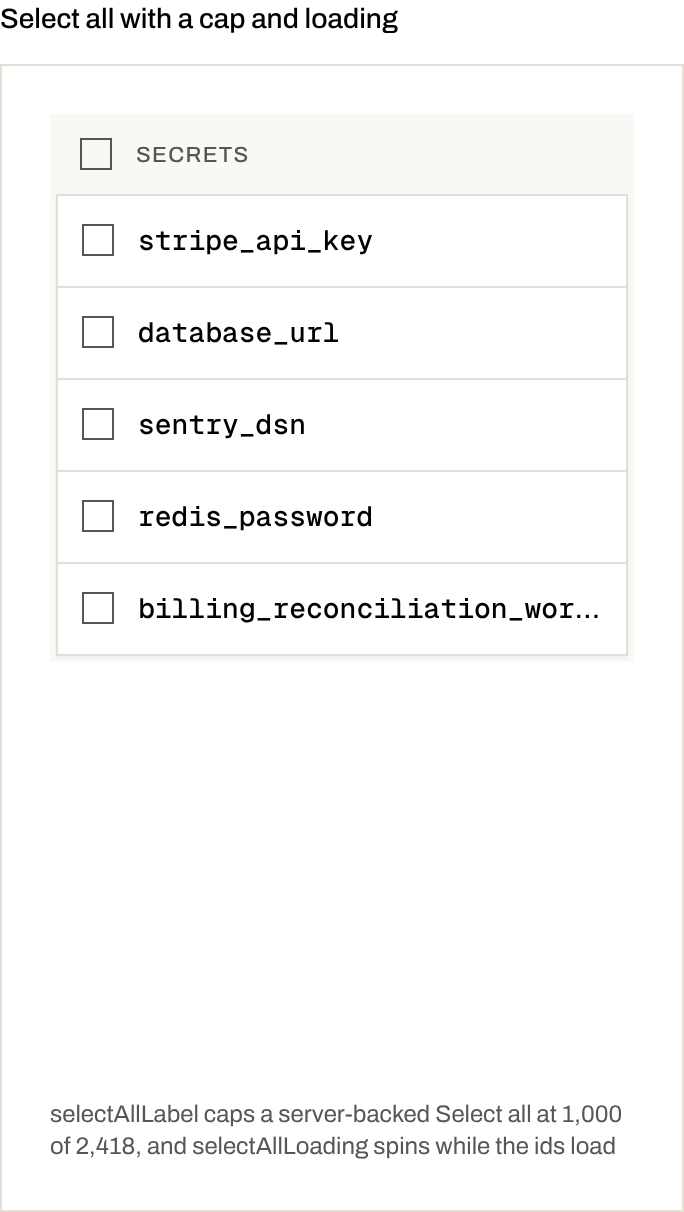 Select all with a cap and loading
SECRETS
stripe_api_key
database_url
sentry_dsn
redis_password
billing_reconciliation_wor...
selectAllLabel caps a server-backed Select all at 1,000
of 2,418, and selectAllLoading spins while the ids load